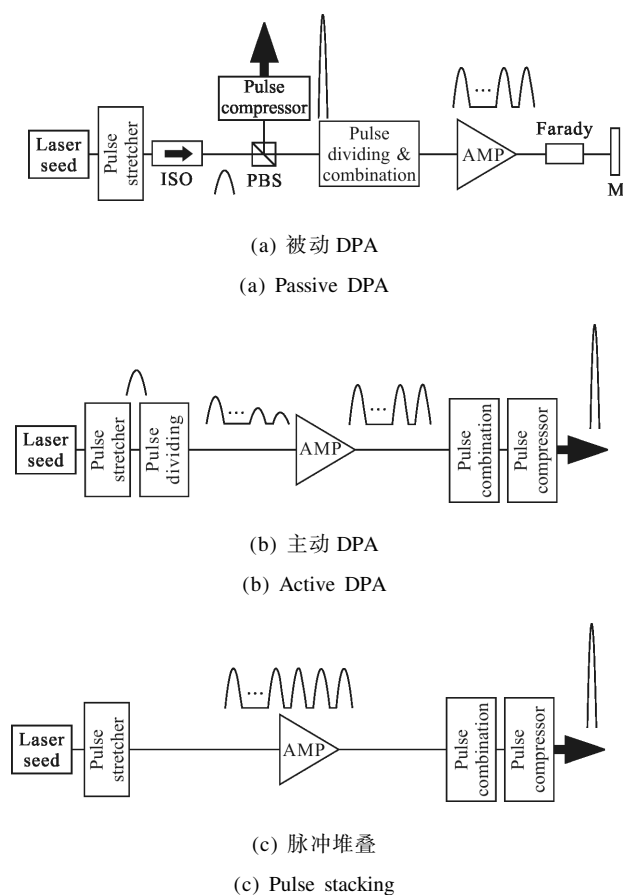 Pulse
compressor
Laser
seed
Pulse
stretcher
ISO
PBS
Pulse
dividing &
combination
AMP
Farady
M
(a) 被动 DPA
(a) Passive DPA
Laser
seed
Pulse
stretcher
Pulse
dividing
AMP
Pulse
combination
Pulse
compressor
(b) 主动 DPA
(b) Active DPA
Laser
seed
Pulse
stretcher
AMP
Pulse
combination
Pulse
compressor
(c) 脉冲堆叠
(c) Pulse stacking